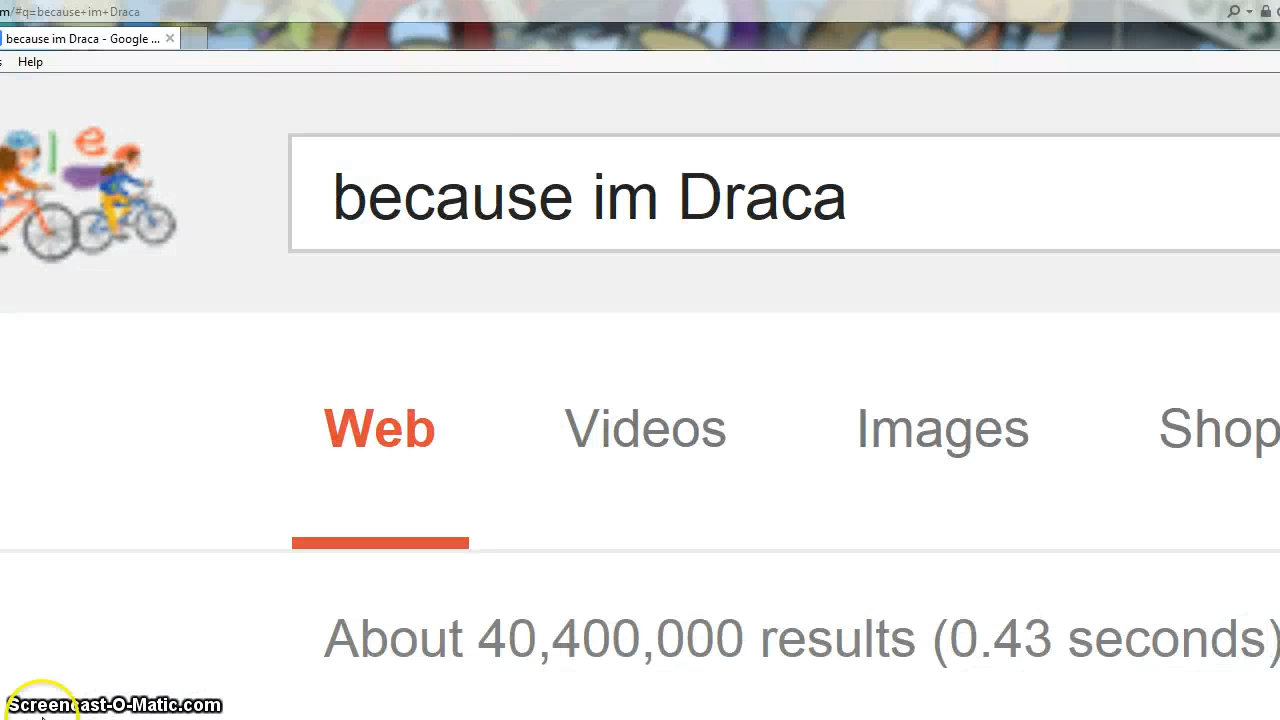 m/#q=because+im+Draca
because im Draca - Google ...
Help
le
because im Draca
Web Videos Images Shop
About 40,400,000 results (0.43 seconds)
Screencast-O-Matic.com